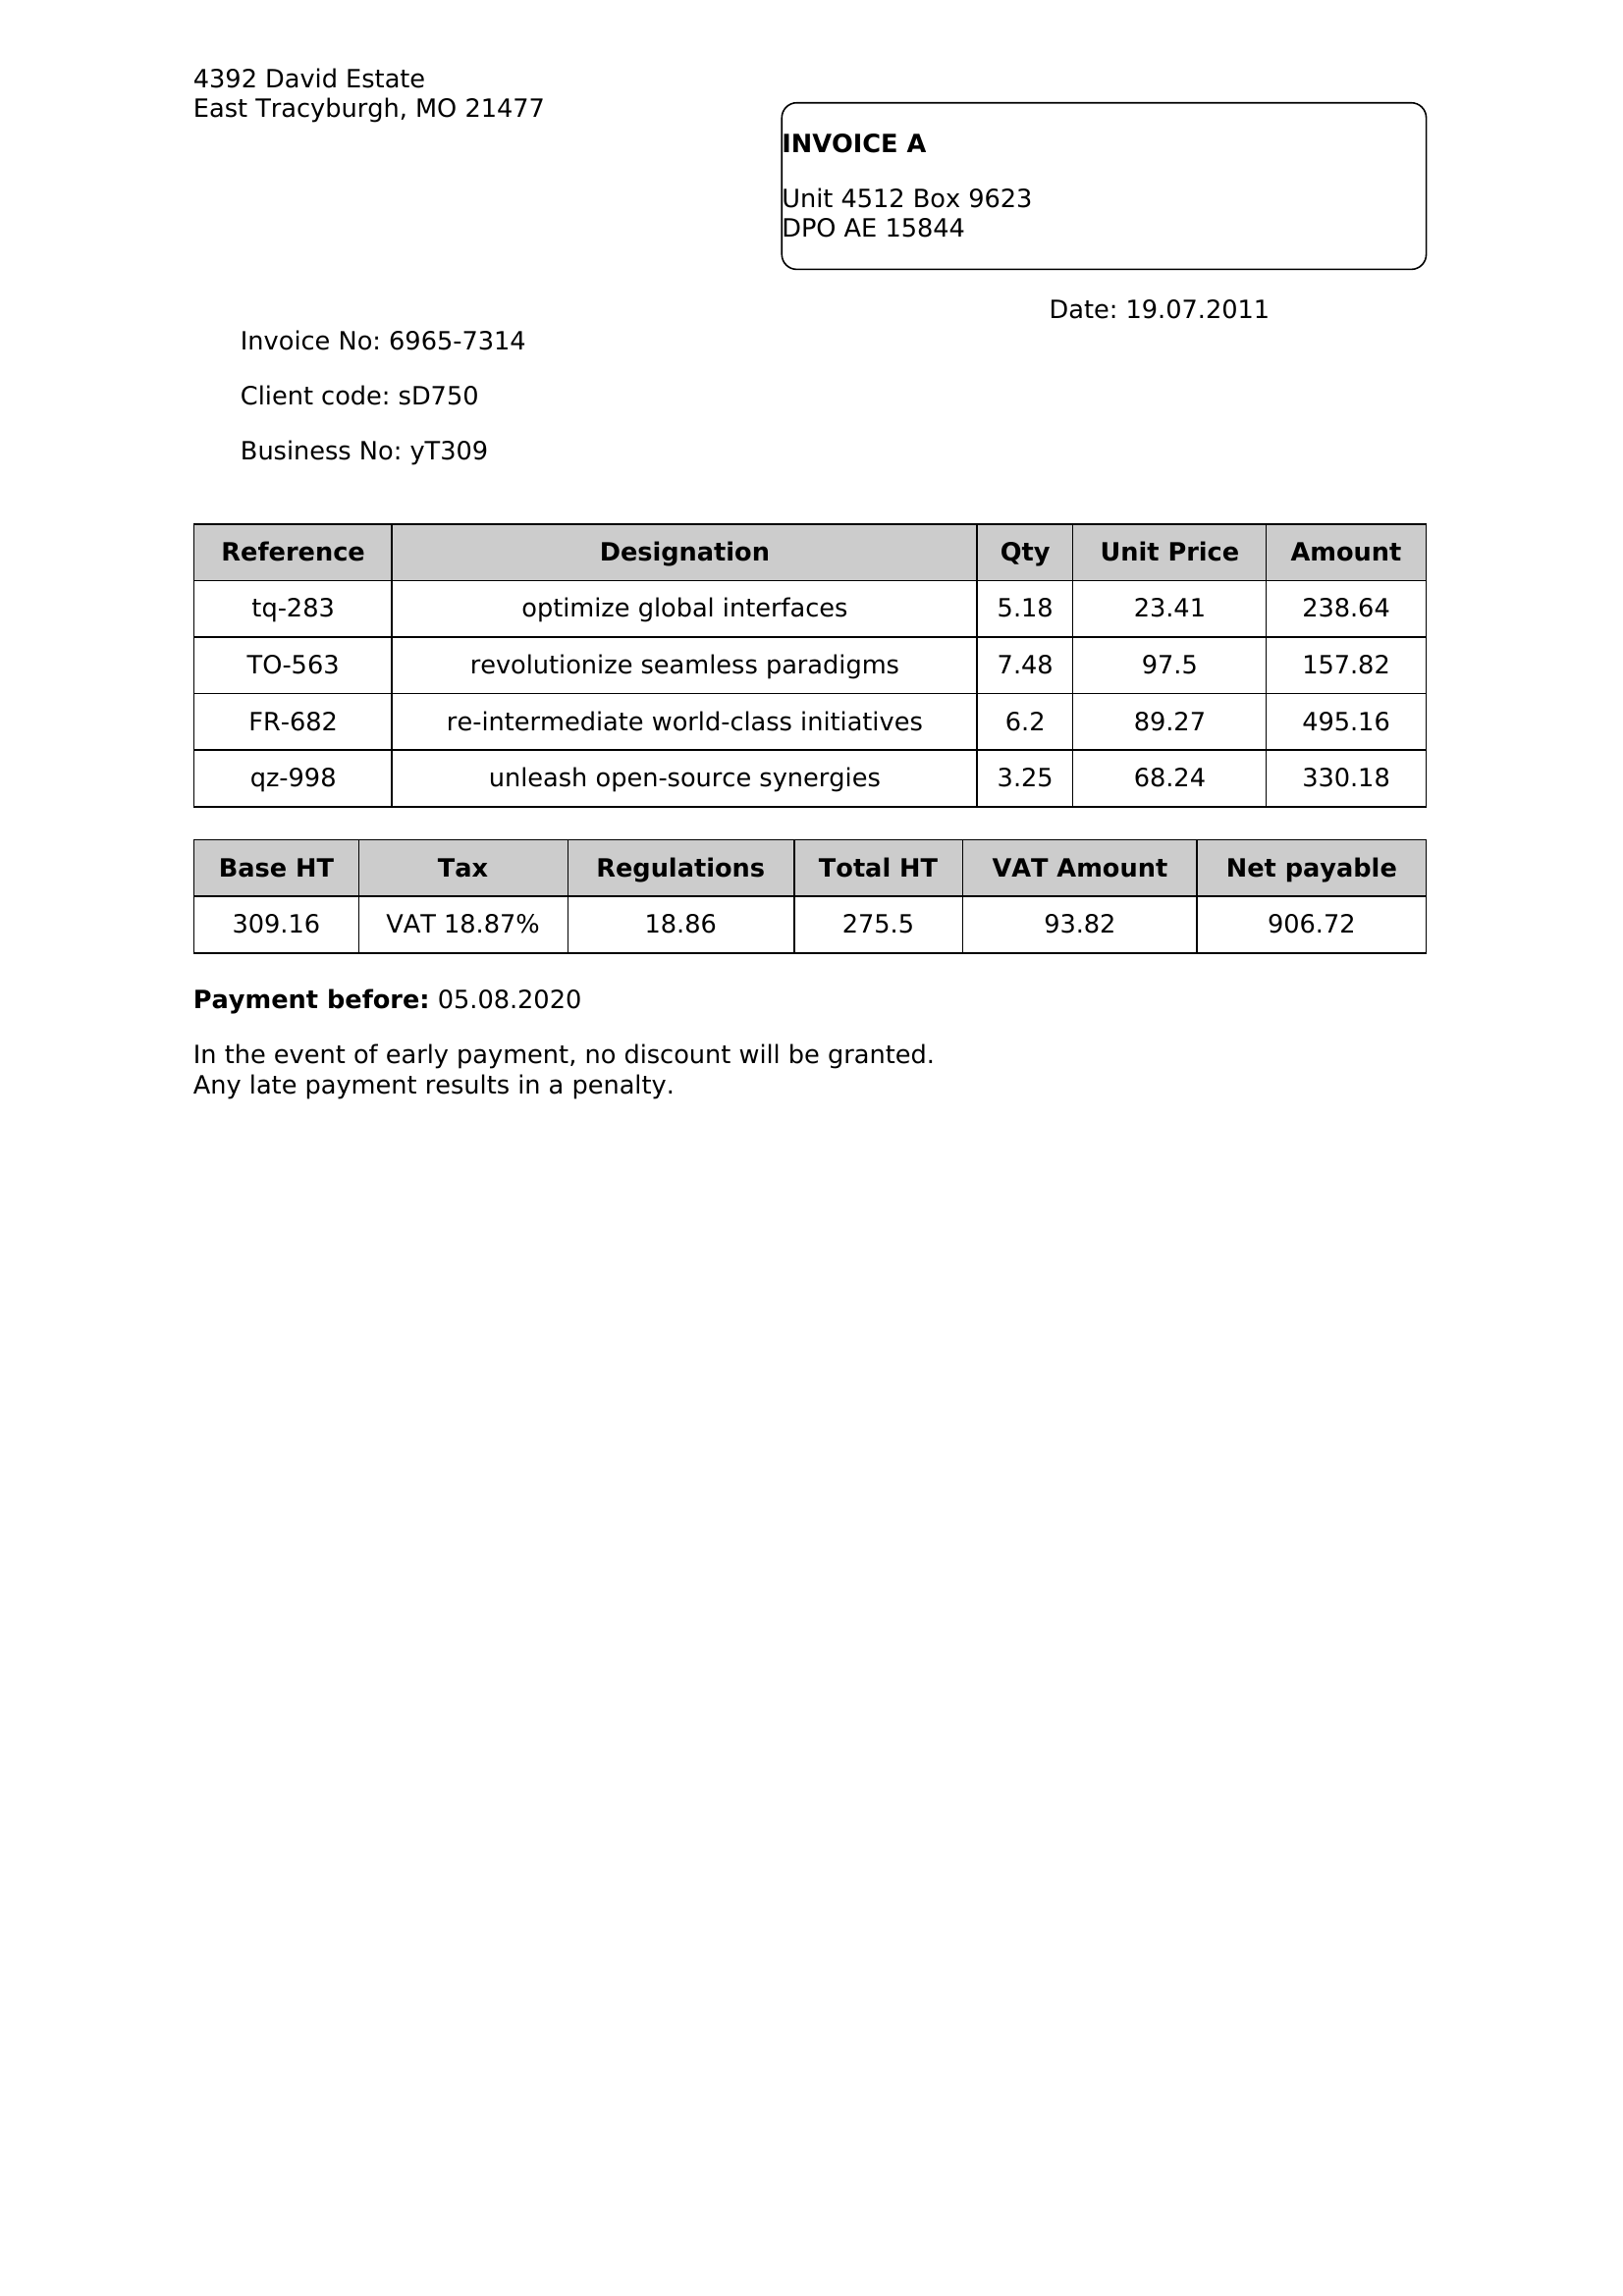 4392 David Estate
East Tracyburgh, MO 21477
INVOICE A
Unit 4512 Box 9623
DPO AE 15844
Date: 19.07.2011
Invoice No: 6965-7314
Client code: sD750
Business No: yT309
Reference Designation Qty Unit Price Amount
tq-283 optimize global interfaces 5.18 23.41 238.64
TO-563 revolutionize seamless paradigms 7.48 97.5 157.82
FR-682 re-intermediate world-class initiatives 6.2 89.27 495.16
qz-998 unleash open-source synergies 3.25 68.24 330.18
Base HT Tax Regulations Total HT VAT Amount Net payable
309.16 VAT 18.87% 18.86 275.5 93.82 906.72
Payment before: 05.08.2020
In the event of early payment, no discount will be granted.
Any late payment results in a penalty.